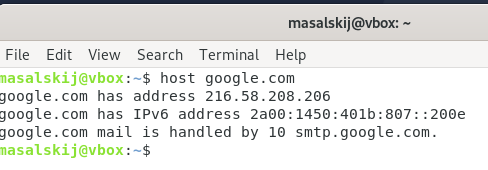 masalskij@vbox: ~
File Edit View Search Terminal Help
masalskij@vbox:~$ host google.com
google.com has address 216.58.208.206
google.com has IPv6 address 2a00:1450:401b:807::200e
google.com mail is handled by 10 smtp.google.com.
masalskij@vbox:~$